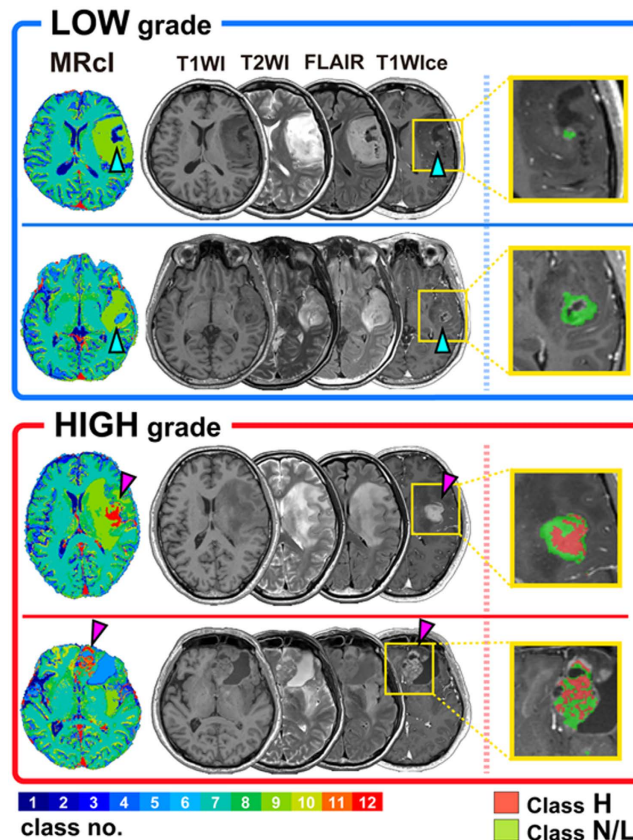 LOW grade
MRcl T1WI T2WI FLAIR T1WIce
HIGH grade
1 2 3 4 5 6 7 8 9 10 11 12
class no.
Class H
Class N/L